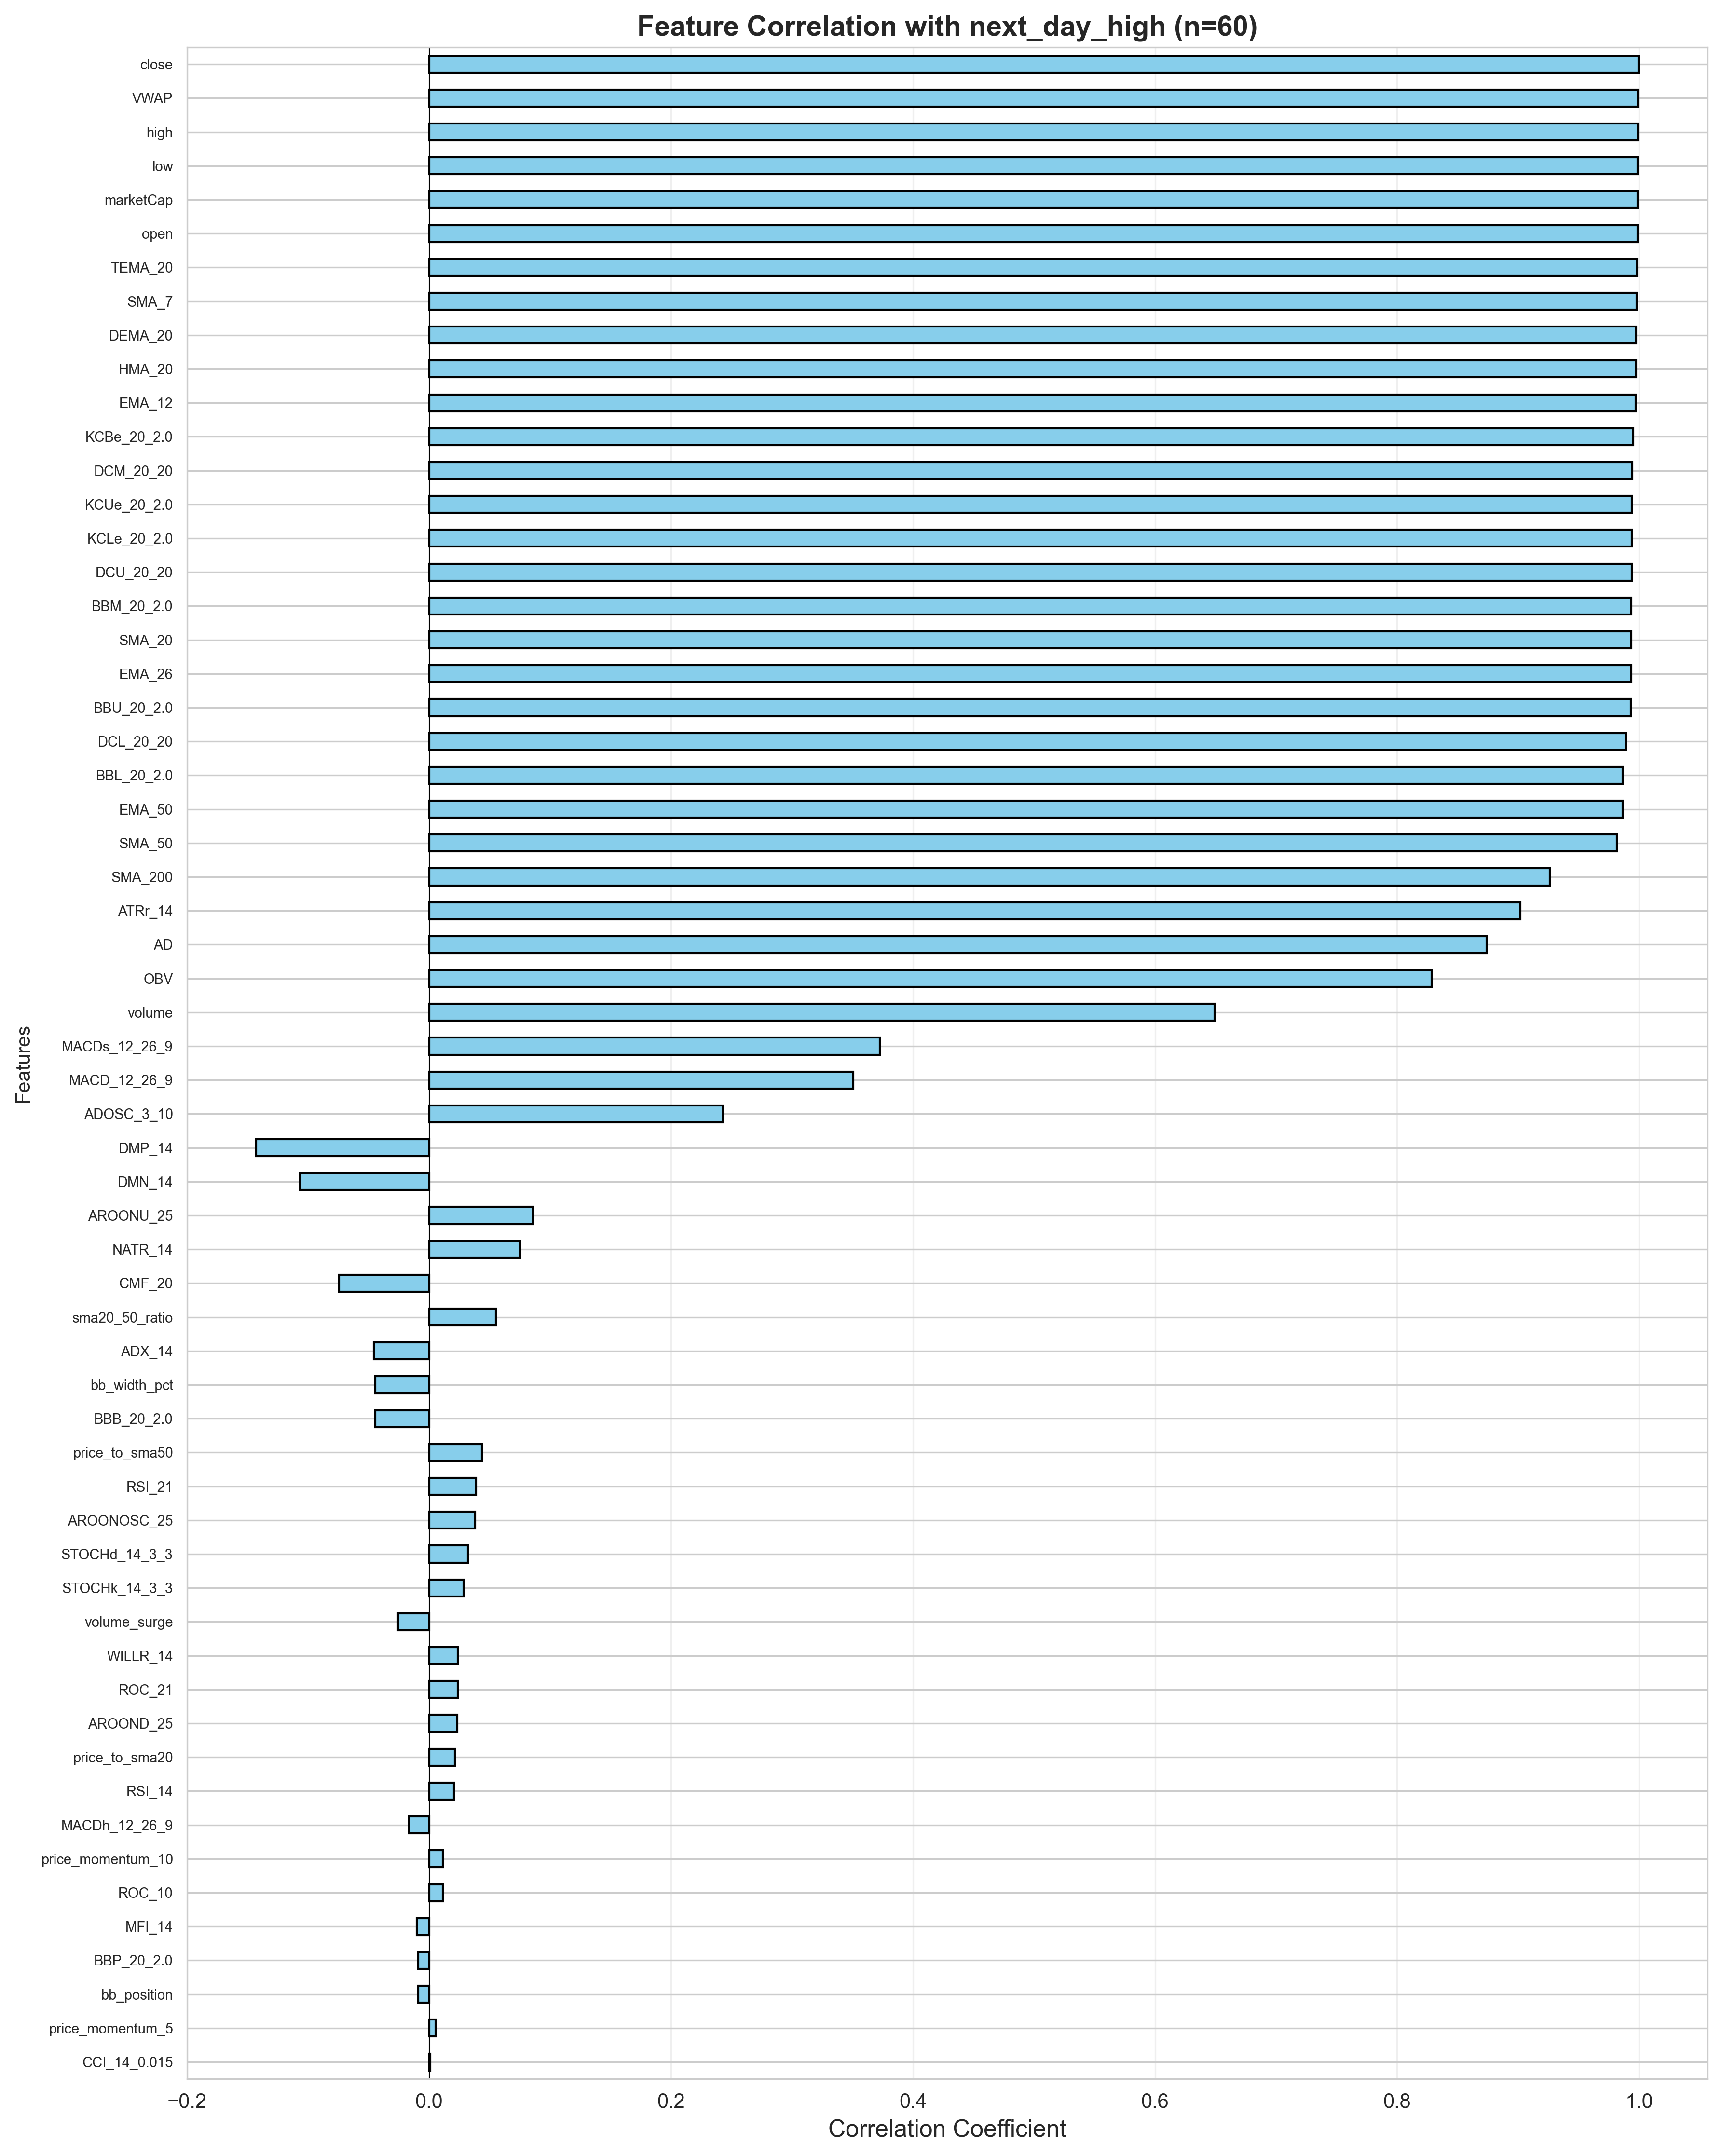 Feature Correlation with next_day_high (n=60)
close
VWAP
high
low
marketCap
open
TEMA_20
SMA_7
DEMA_20
HMA_20
EMA_12
KCBe_20_2.0
DCM_20_20
KCUe_20_2.0
KCLe_20_2.0
DCU_20_20
BBM_20_2.0
SMA_20
EMA_26
BBU_20_2.0
DCL_20_20
BBL_20_2.0
EMA_50
SMA_50
SMA_200
ATRr_14
AD
OBV
volume
MACDs_12_26_9
MACD_12_26_9
ADOSC_3_10
DMP_14
DMN_14
AROONU_25
NATR_14
CMF_20
sma20_50_ratio
ADX_14
bb_width_pct
BBB_20_2.0
price_to_sma50
RSI_21
AROONOSC_25
STOCHd_14_3_3
STOCHk_14_3_3
volume_surge
WILLR_14
ROC_21
AROOND_25
price_to_sma20
RSI_14
MACDh_12_26_9
price_momentum_10
ROC_10
MFI_14
BBP_20_2.0
bb_position
price_momentum_5
CCI_14_0.015
Features
−0.2 0.0 0.2 0.4 0.6 0.8 1.0
Correlation Coefficient